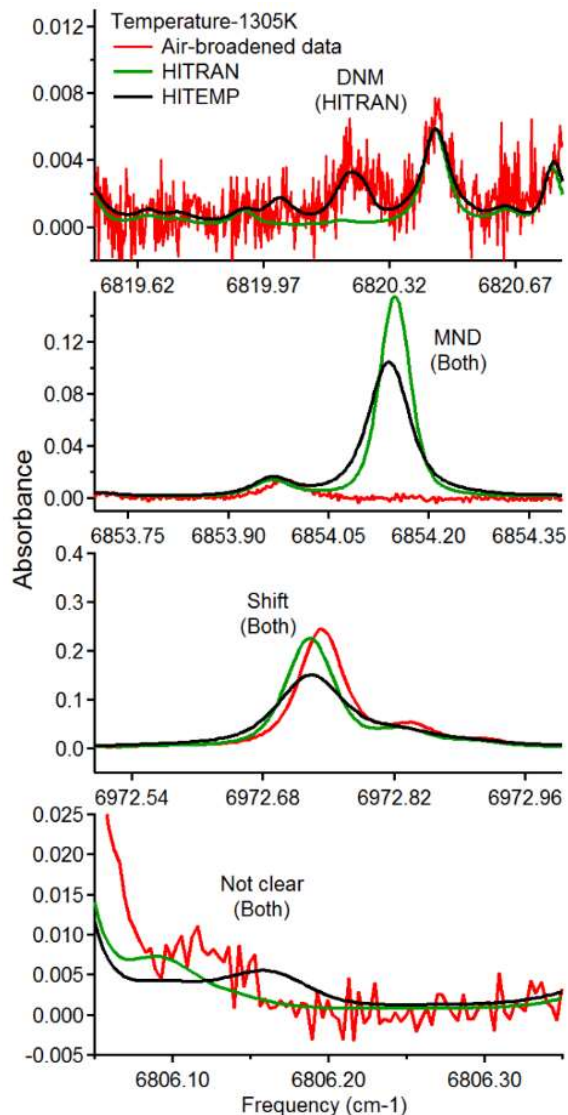 Temperature-1305K
Air-broadened data
HITRAN
HITEMP
DNM
(HITRAN)
0.012
0.008
0.004
0.000
6819.62 6819.97 6820.32 6820.67
MND
(Both)
0.12
0.08
0.04
0.00
6853.75 6853.90 6854.05 6854.20 6854.35
Absorbance
Shift
(Both)
0.4
0.3
0.2
0.1
0.0
6972.54 6972.68 6972.82 6972.96
Not clear
(Both)
0.025
0.020
0.015
0.010
0.005
0.000
-0.005
6806.10 6806.20 6806.30
Frequency (cm-1)